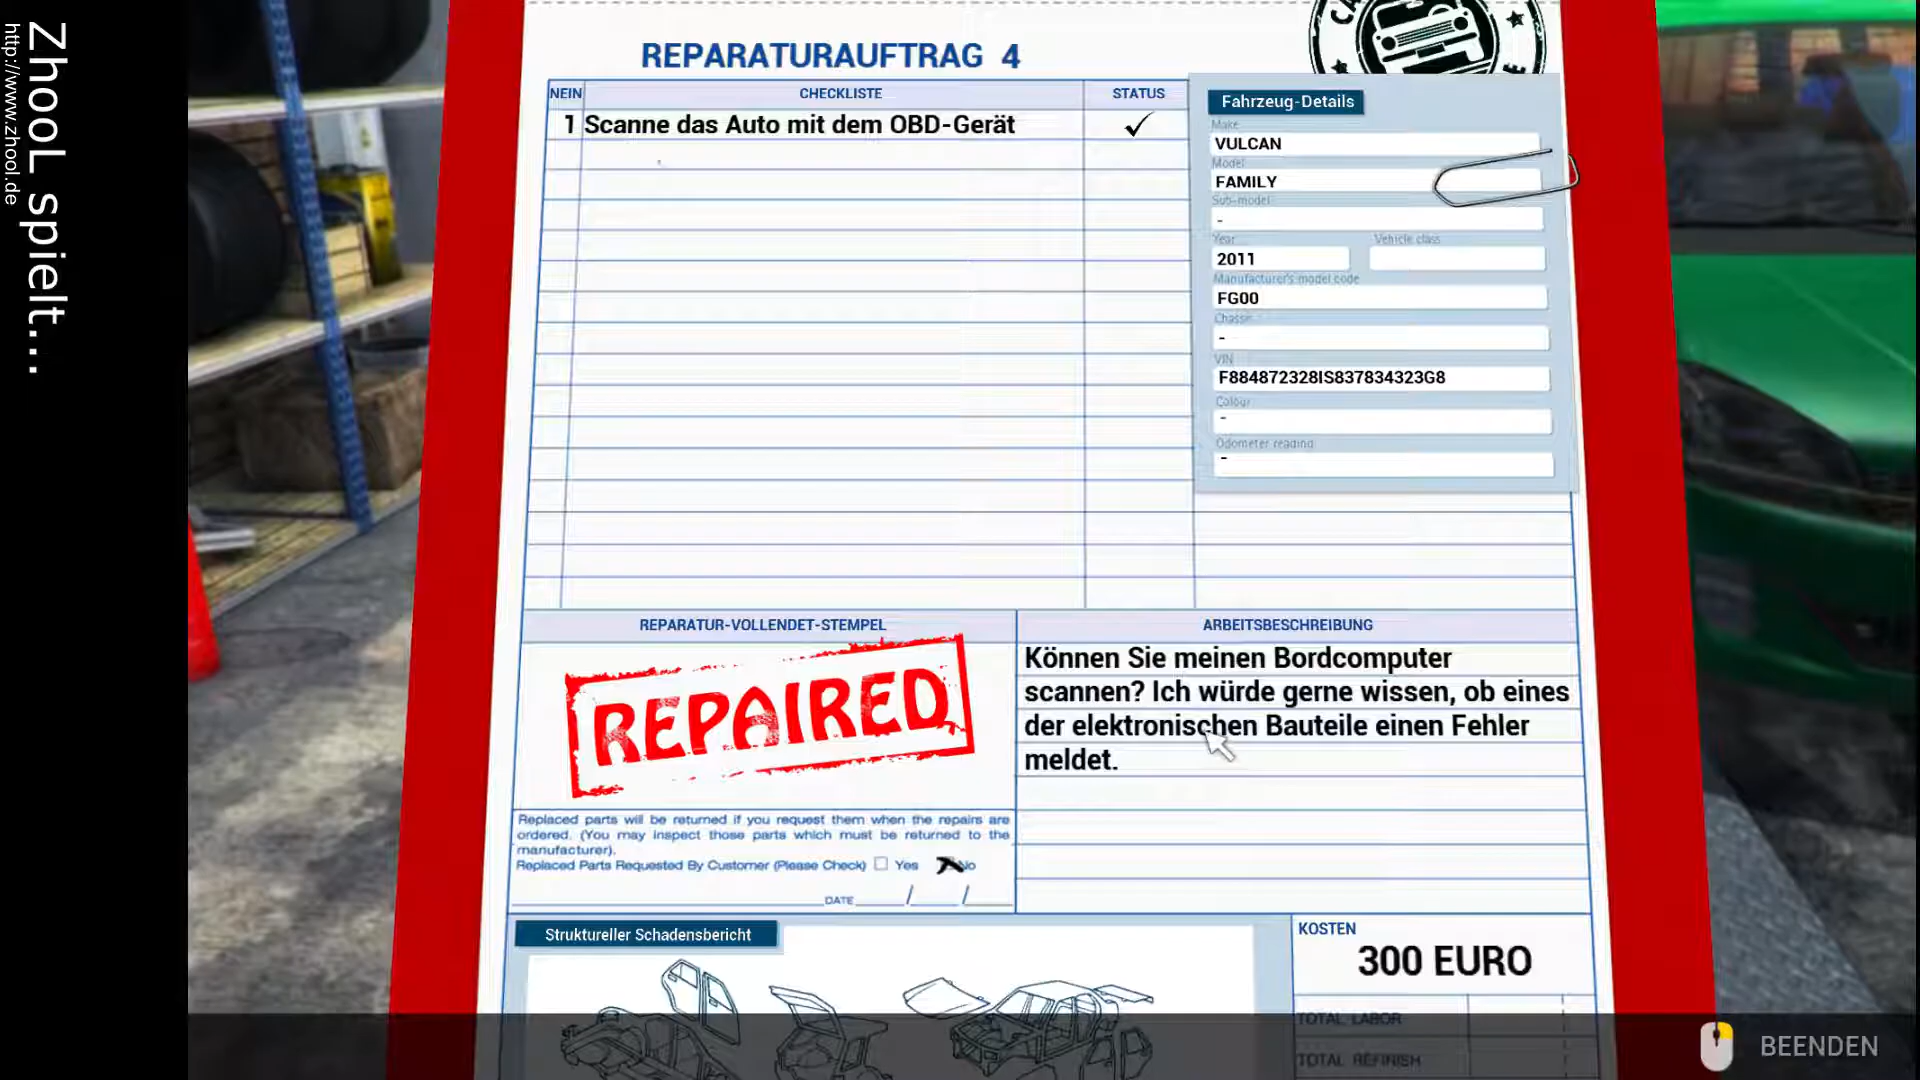 ZhooL spielt...
http://www.zhool.de
REPARATURAUFTRAG 4
NEIN CHECKLISTE STATUS
1 Scanne das Auto mit dem OBD-Gerät
Fahrzeug-Details
Make
VULCAN
Model
FAMILY
Sub-model
-
Year Vehicle class
2011
Manufacturer's model code
FG00
Chassis
-
VIN
F884872328IS837834323G8
Colour
-
Odometer reading
-
REPARATUR-VOLLENDET-STEMPEL
REPAIRED
ARBEITSBESCHREIBUNG
Können Sie meinen Bordcomputer
scannen? Ich würde gerne wissen, ob eines
der elektronischen Bauteile einen Fehler
meldet.
Replaced parts will be returned if you request them when the repairs are
ordered. (You may inspect those parts which must be returned to the
manufacturer).
Replaced Parts Requested By Customer (Please Check) Yes No
DATE / /
Struktureller Schadensbericht
KOSTEN
300 EURO
TOTAL LABOR
TOTAL REFINISH
BEENDEN